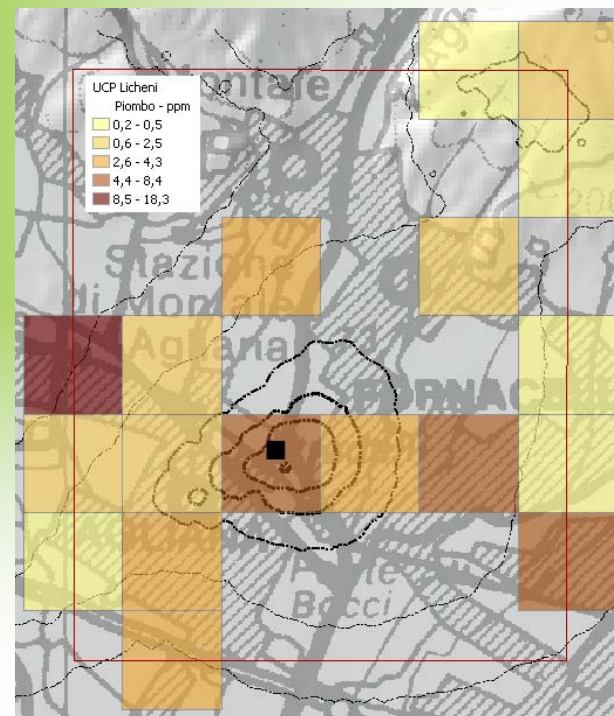 UCP Licheni
Piombo - ppm
0,2 - 0,5
0,6 - 2,5
2,6 - 4,3
4,4 - 8,4
8,5 - 18,3
Montale
Stazione
di Montale
Agliana
Ponte
Bocci